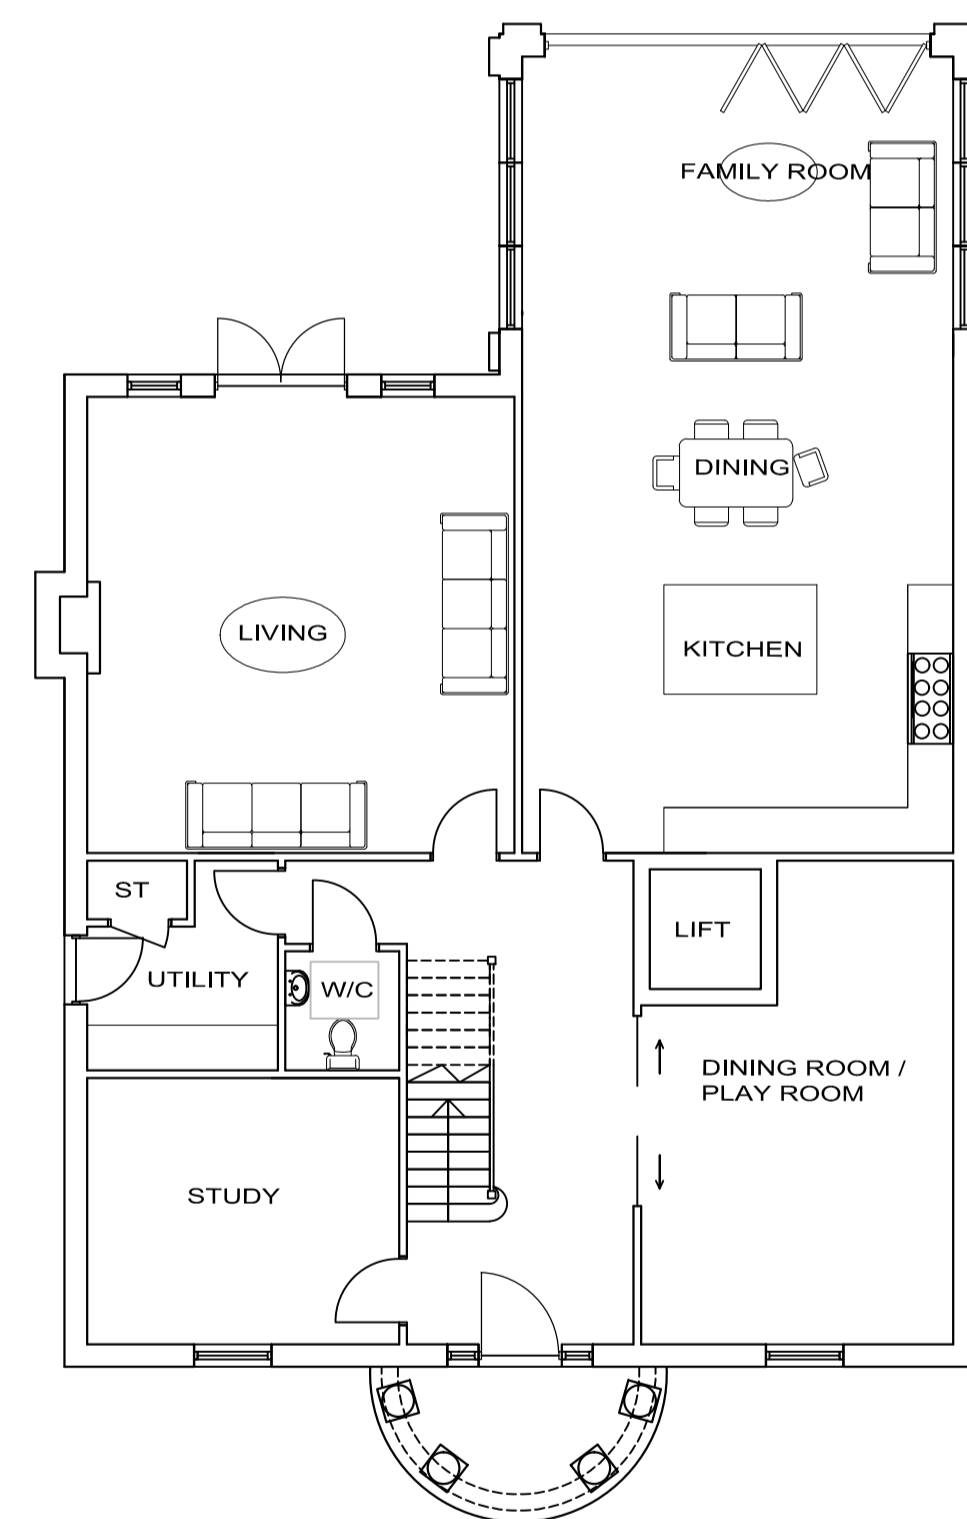 FAMILY ROOM
DINING
LIVING
KITCHEN
ST
LIFT
UTILITY
W/C
DINING ROOM /
PLAY ROOM
STUDY